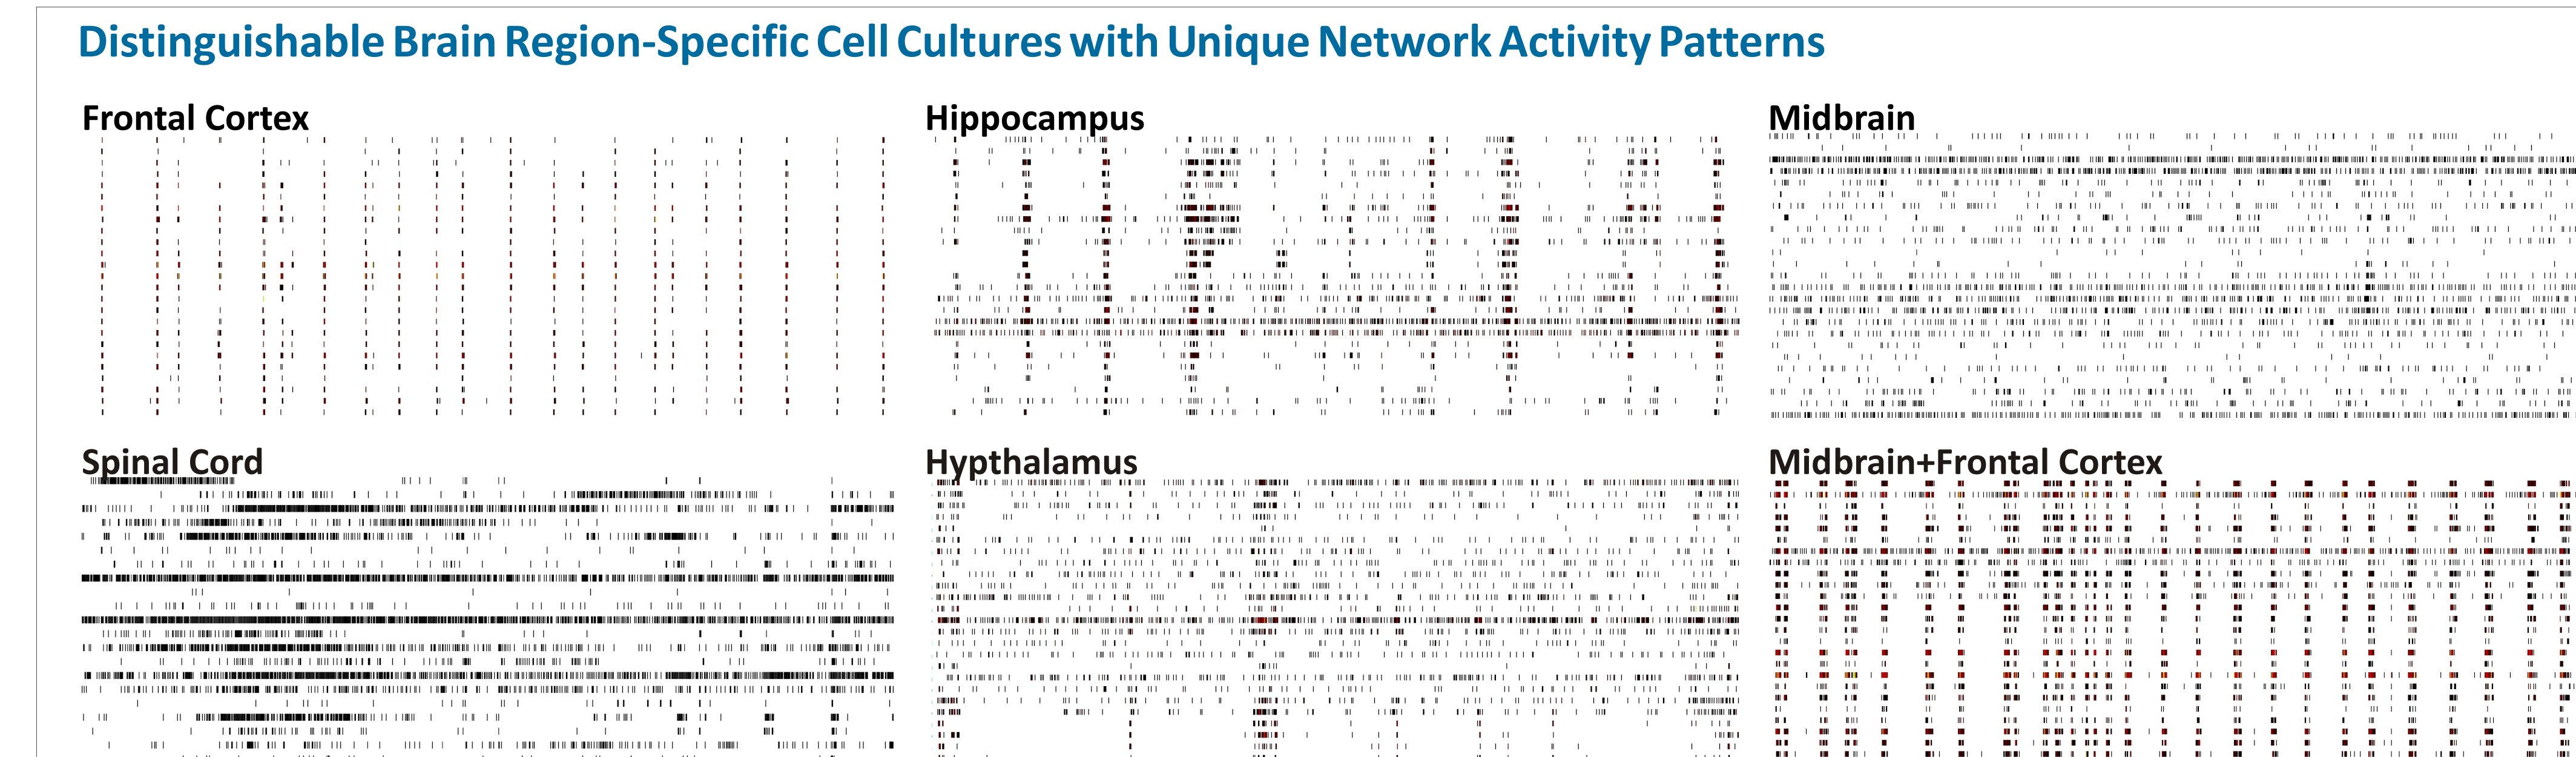 Distinguishable Brain Region-Specific Cell Cultures with Unique Network Activity Patterns
Frontal Cortex
Hippocampus
Midbrain
Spinal Cord
Hypthalamus
Midbrain+Frontal Cortex